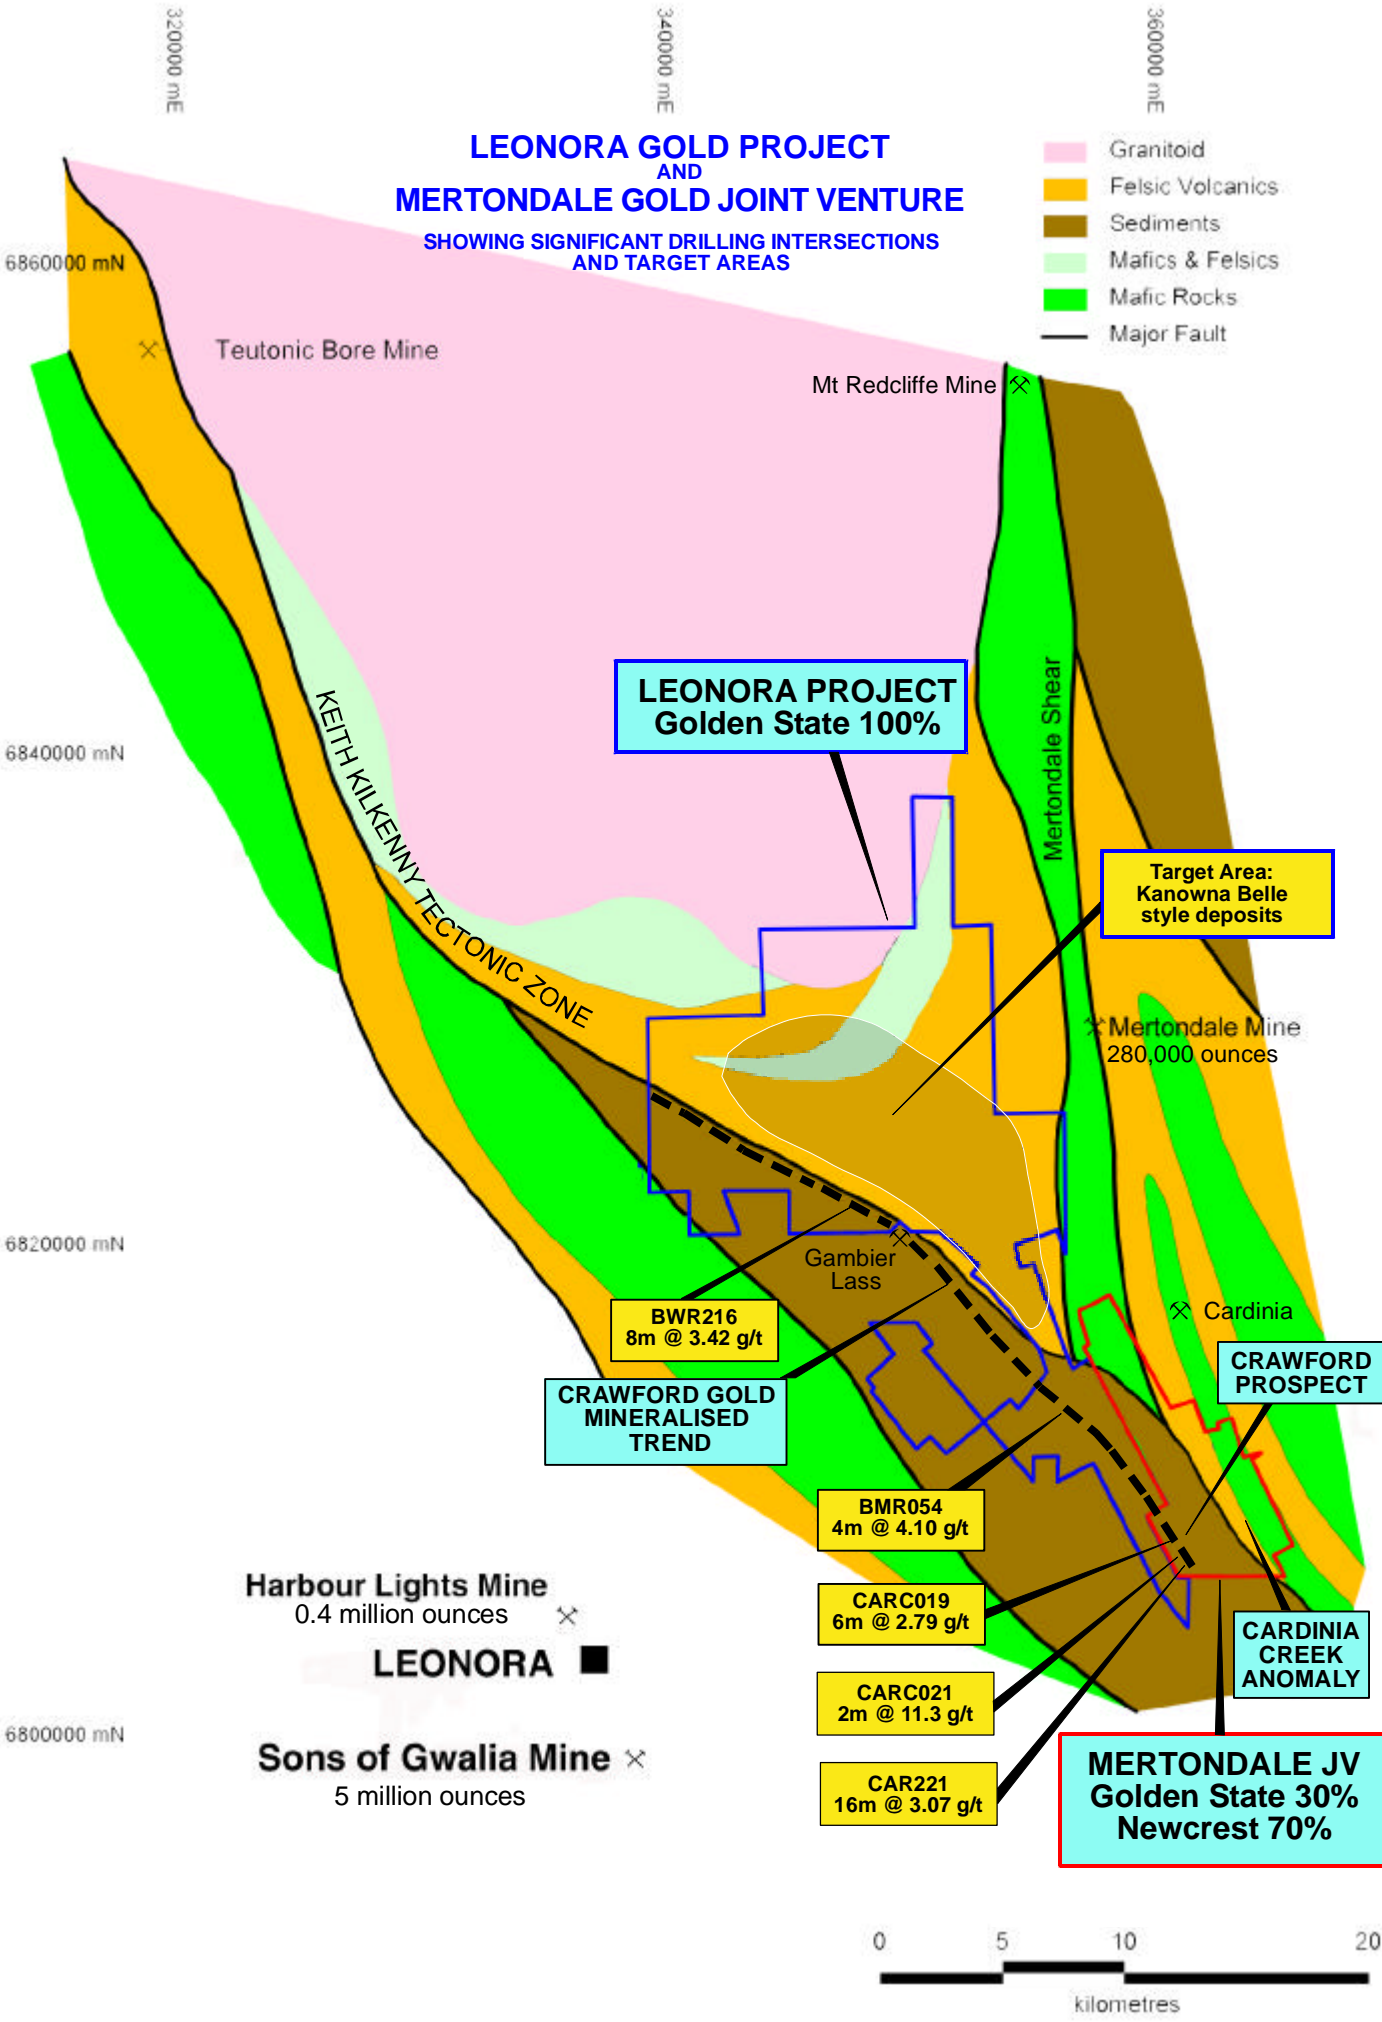 320000 mE
340000 mE
360000 mE
LEONORA GOLD PROJECT
AND
MERTONDALE GOLD JOINT VENTURE
SHOWING SIGNIFICANT DRILLING INTERSECTIONS
AND TARGET AREAS
Granitoid
Felsic Volcanics
Sediments
Mafics & Felsics
Mafic Rocks
Major Fault
6860000 mN
Teutonic Bore Mine
Mt Redcliffe Mine
LEONORA PROJECT
Golden State 100%
Mertondale Shear
KEITH KILKENNY TECTONIC ZONE
6840000 mN
Target Area:
Kanowna Belle
style deposits
Mertondale Mine
280,000 ounces
6820000 mN
Gambier
Lass
BWR216
8m @ 3.42 g/t
Cardinia
CRAWFORD
PROSPECT
CRAWFORD GOLD
MINERALISED
TREND
BMR054
4m @ 4.10 g/t
CARC019
6m @ 2.79 g/t
Harbour Lights Mine
0.4 million ounces
LEONORA
CARDINIA
CREEK
ANOMALY
CARC021
2m @ 11.3 g/t
6800000 mN
Sons of Gwalia Mine
5 million ounces
CAR221
16m @ 3.07 g/t
MERTONDALE JV
Golden State 30%
Newcrest 70%
0 5 10 20
kilometres